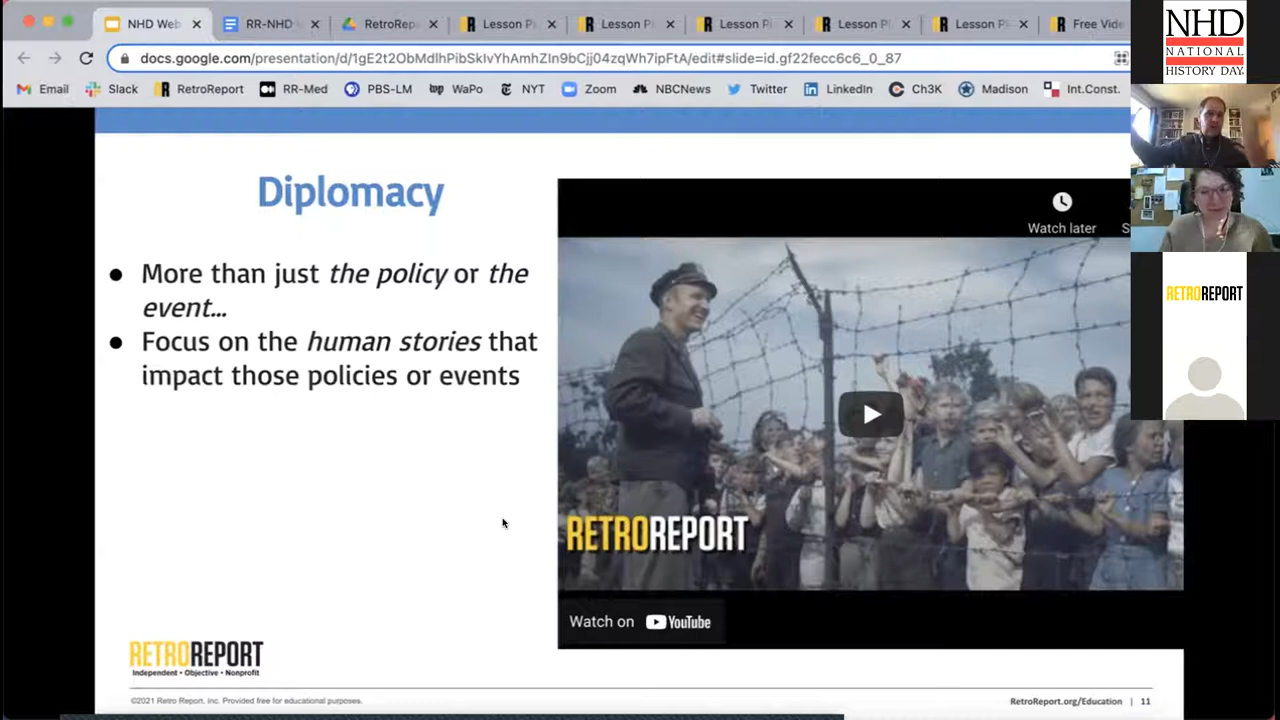 NHD Web
RR-NHD
RetroRep
Lesson P
Lesson P
Lesson P
Lesson P
Lesson P
Free Vide
docs.google.com/presentation/d/1gE2t2ObMdlhPibSkIvYhAmhZIn9bCjj04zqWh7ipFtA/edit#slide=id.gf22fecc6c6_0_87
Email
Slack
RetroReport
RR-Med
PBS-LM
wp WaPo
NYT
Zoom
NBCNews
Twitter
LinkedIn
Ch3K
Madison
Int.Const.
NHD
NATIONAL
HISTORY DAY
Diplomacy
Watch later
S
● More than just the policy or the
event...
● Focus on the human stories that
impact those policies or events
RETROREPORT
RETROREPORT
Watch on YouTube
RETROREPORT
Independent • Objective • Nonprofit
©2021 Retro Report, Inc. Provided free for educational purposes.
RetroReport.org/Education | 11